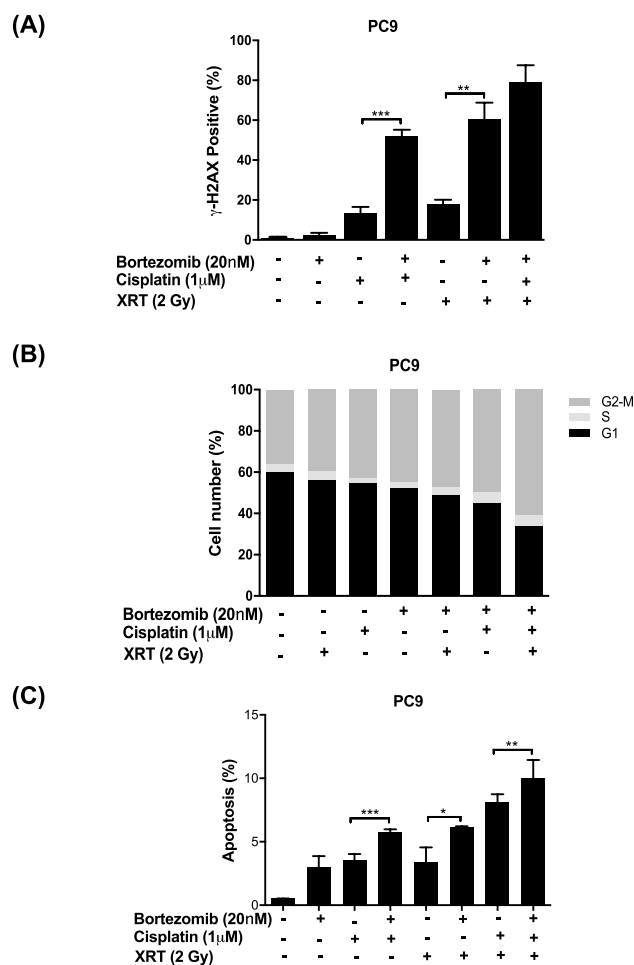 (A)
PC9
γ-H2AX Positive (%)
100
80
60
40
20
0
***
**
Bortezomib (20nM) - + - + - + +
Cisplatin (1μM) - - + + - - +
XRT (2 Gy) - - - - + + +
(B)
PC9
Cell number (%)
100
80
60
40
20
0
G2-M
S
G1
Bortezomib (20nM) - - - + + + +
Cisplatin (1μM) - - + - - + +
XRT (2 Gy) - + - - + - +
(C)
PC9
Apoptosis (%)
15
10
5
0
***
*
**
Bortezomib (20nM) - + - + - + - +
Cisplatin (1μM) - - + + - - + +
XRT (2 Gy) - - - - + + + +